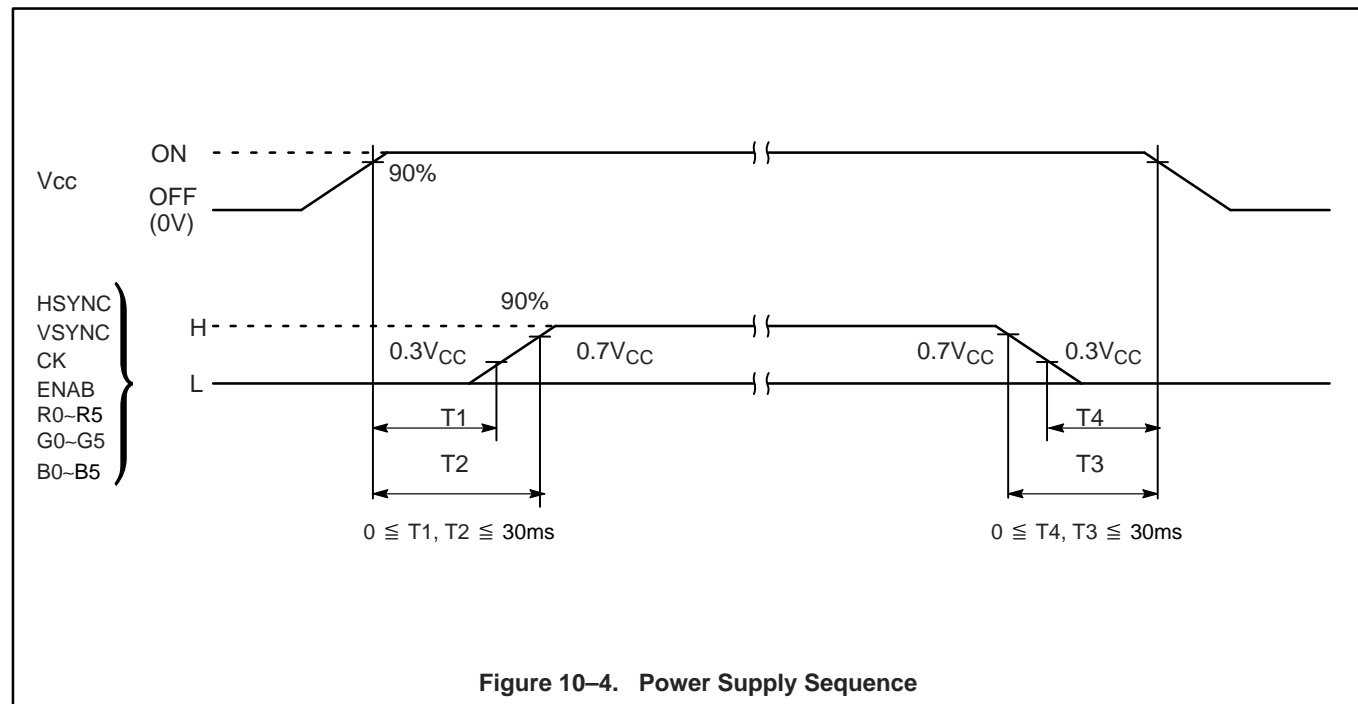 ON
90%
Vcc
OFF
(0V)
HSYNC
VSYNC
CK
ENAB
R0~R5
G0~G5
B0~B5
90%
H
0.3VCC
0.7VCC
0.7VCC
0.3VCC
L
T1
T4
T2
T3
0 ≦ T1, T2 ≦ 30ms
0 ≦ T4, T3 ≦ 30ms
Figure 10–4. Power Supply Sequence